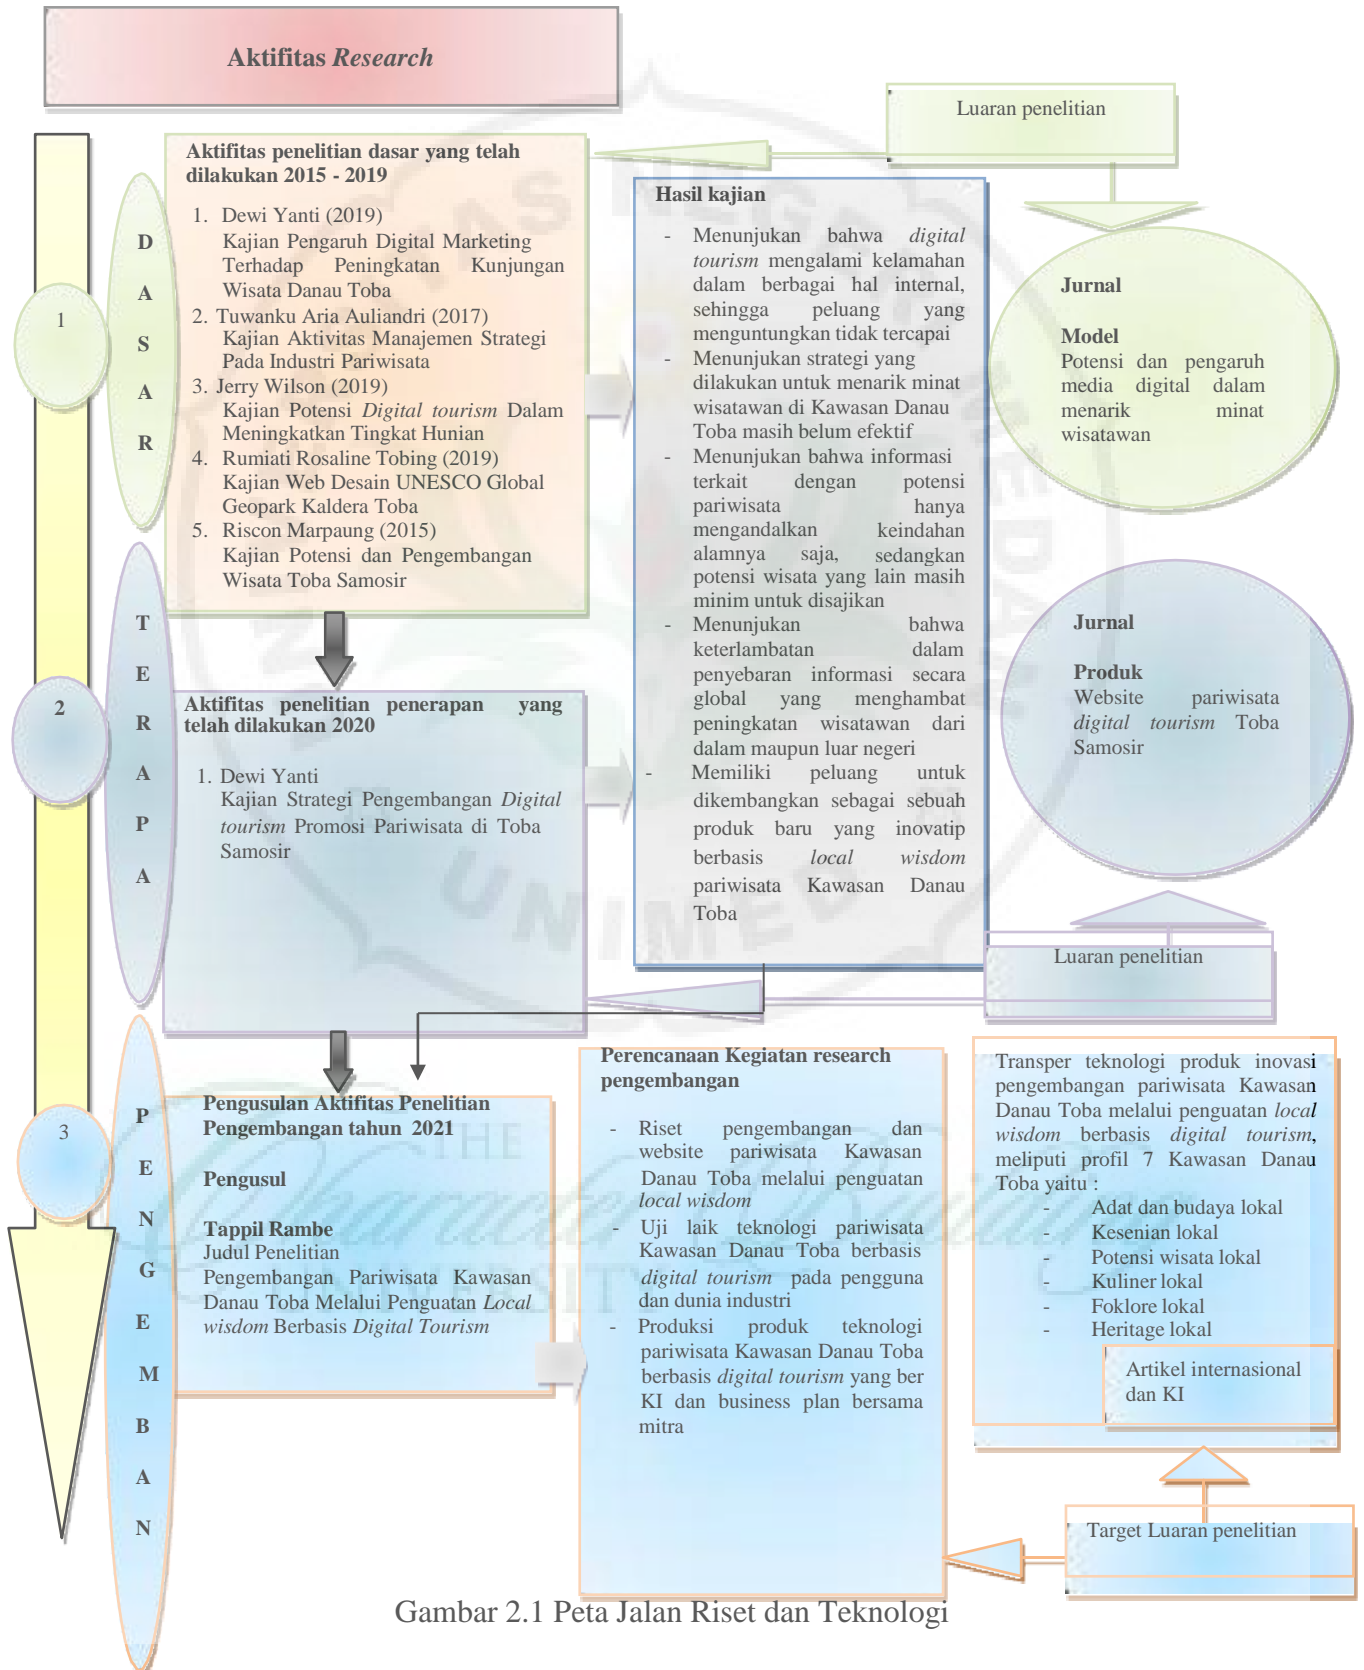 Aktifitas Research
Luaran penelitian
1
D
A
S
A
R
Aktifitas penelitian dasar yang telah
dilakukan 2015 - 2019
1. Dewi Yanti (2019)
Kajian Pengaruh Digital Marketing
Terhadap Peningkatan Kunjungan
Wisata Danau Toba
2. Tuwanku Aria Auliandri (2017)
Kajian Aktivitas Manajemen Strategi
Pada Industri Pariwisata
3. Jerry Wilson (2019)
Kajian Potensi Digital tourism Dalam
Meningkatkan Tingkat Hunian
4. Rumiati Rosaline Tobing (2019)
Kajian Web Desain UNESCO Global
Geopark Kaldera Toba
5. Riscon Marpaung (2015)
Kajian Potensi dan Pengembangan
Wisata Toba Samosir
Hasil kajian
- Menunjukan bahwa digital
tourism mengalami kelamahan
dalam berbagai hal internal,
sehingga peluang yang
menguntungkan tidak tercapai
- Menunjukan strategi yang
dilakukan untuk menarik minat
wisatawan di Kawasan Danau
Toba masih belum efektif
- Menunjukan bahwa informasi
terkait dengan potensi
pariwisata hanya
mengandalkan keindahan
alamnya saja, sedangkan
potensi wisata yang lain masih
minim untuk disajikan
- Menunjukan bahwa
keterlambatan dalam
penyebaran informasi secara
global yang menghambat
peningkatan wisatawan dari
dalam maupun luar negeri
- Memiliki peluang untuk
dikembangkan sebagai sebuah
produk baru yang inovatip
berbasis local wisdom
pariwisata Kawasan Danau
Toba
Jurnal
Model
Potensi dan pengaruh
media digital dalam
menarik minat
wisatawan
2
T
E
R
A
P
A
Aktifitas penelitian penerapan yang
telah dilakukan 2020
1. Dewi Yanti
Kajian Strategi Pengembangan Digital
tourism Promosi Pariwisata di Toba
Samosir
Jurnal
Produk
Website pariwisata
digital tourism Toba
Samosir
Luaran penelitian
3
P
E
N
G
E
M
B
A
N
Pengusulan Aktifitas Penelitian
Pengembangan tahun 2021
Pengusul
Tappil Rambe
Judul Penelitian
Pengembangan Pariwisata Kawasan
Danau Toba Melalui Penguatan Local
wisdom Berbasis Digital Tourism
Perencanaan Kegiatan research
pengembangan
- Riset pengembangan dan
website pariwisata Kawasan
Danau Toba melalui penguatan
local wisdom
- Uji laik teknologi pariwisata
Kawasan Danau Toba berbasis
digital tourism pada pengguna
dan dunia industri
- Produksi produk teknologi
pariwisata Kawasan Danau Toba
berbasis digital tourism yang ber
KI dan business plan bersama
mitra
Transper teknologi produk inovasi
pengembangan pariwisata Kawasan
Danau Toba melalui penguatan local
wisdom berbasis digital tourism,
meliputi profil 7 Kawasan Danau
Toba yaitu :
- Adat dan budaya lokal
- Kesenian lokal
- Potensi wisata lokal
- Kuliner lokal
- Foklore lokal
- Heritage lokal
Artikel internasional
dan KI
Target Luaran penelitian
Gambar 2.1 Peta Jalan Riset dan Teknologi
UNIVERSITAS NEGERI MEDAN
UNIMED
THE
Character Building
UNIVERSITY